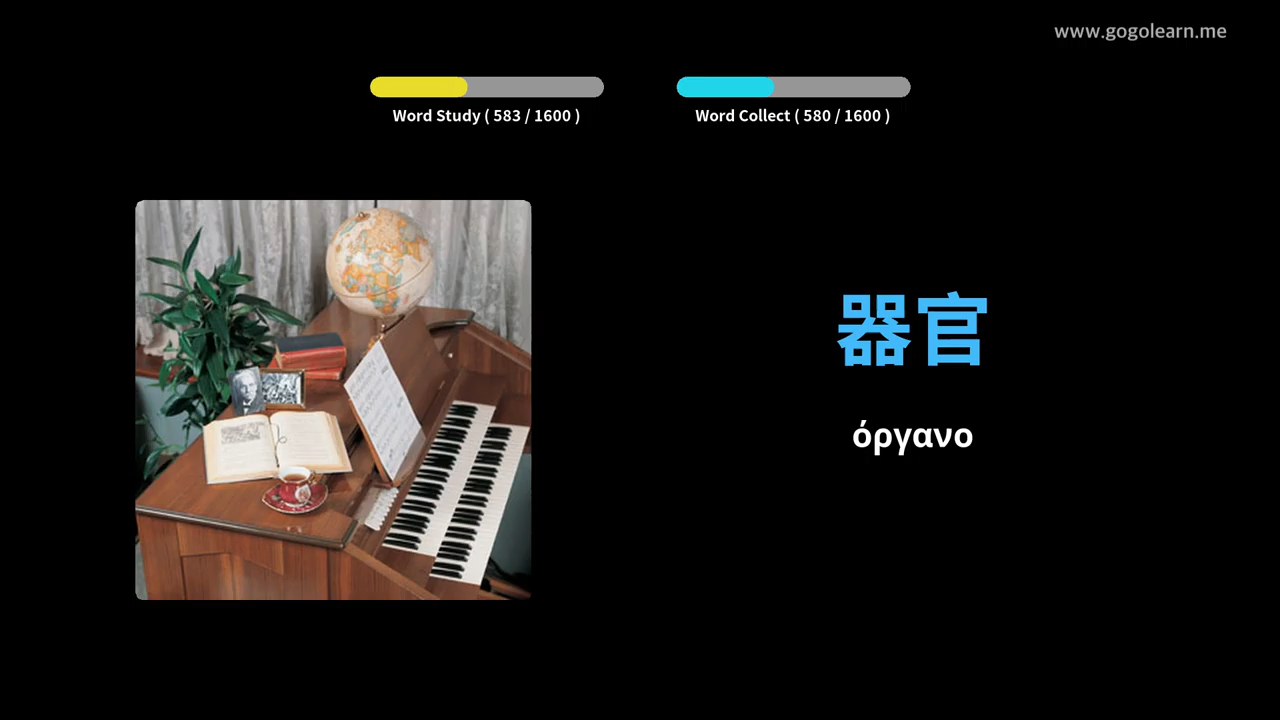 www.gogolearn.me
Word Study ( 583 / 1600 )
Word Collect ( 580 / 1600 )
器官
όργανο